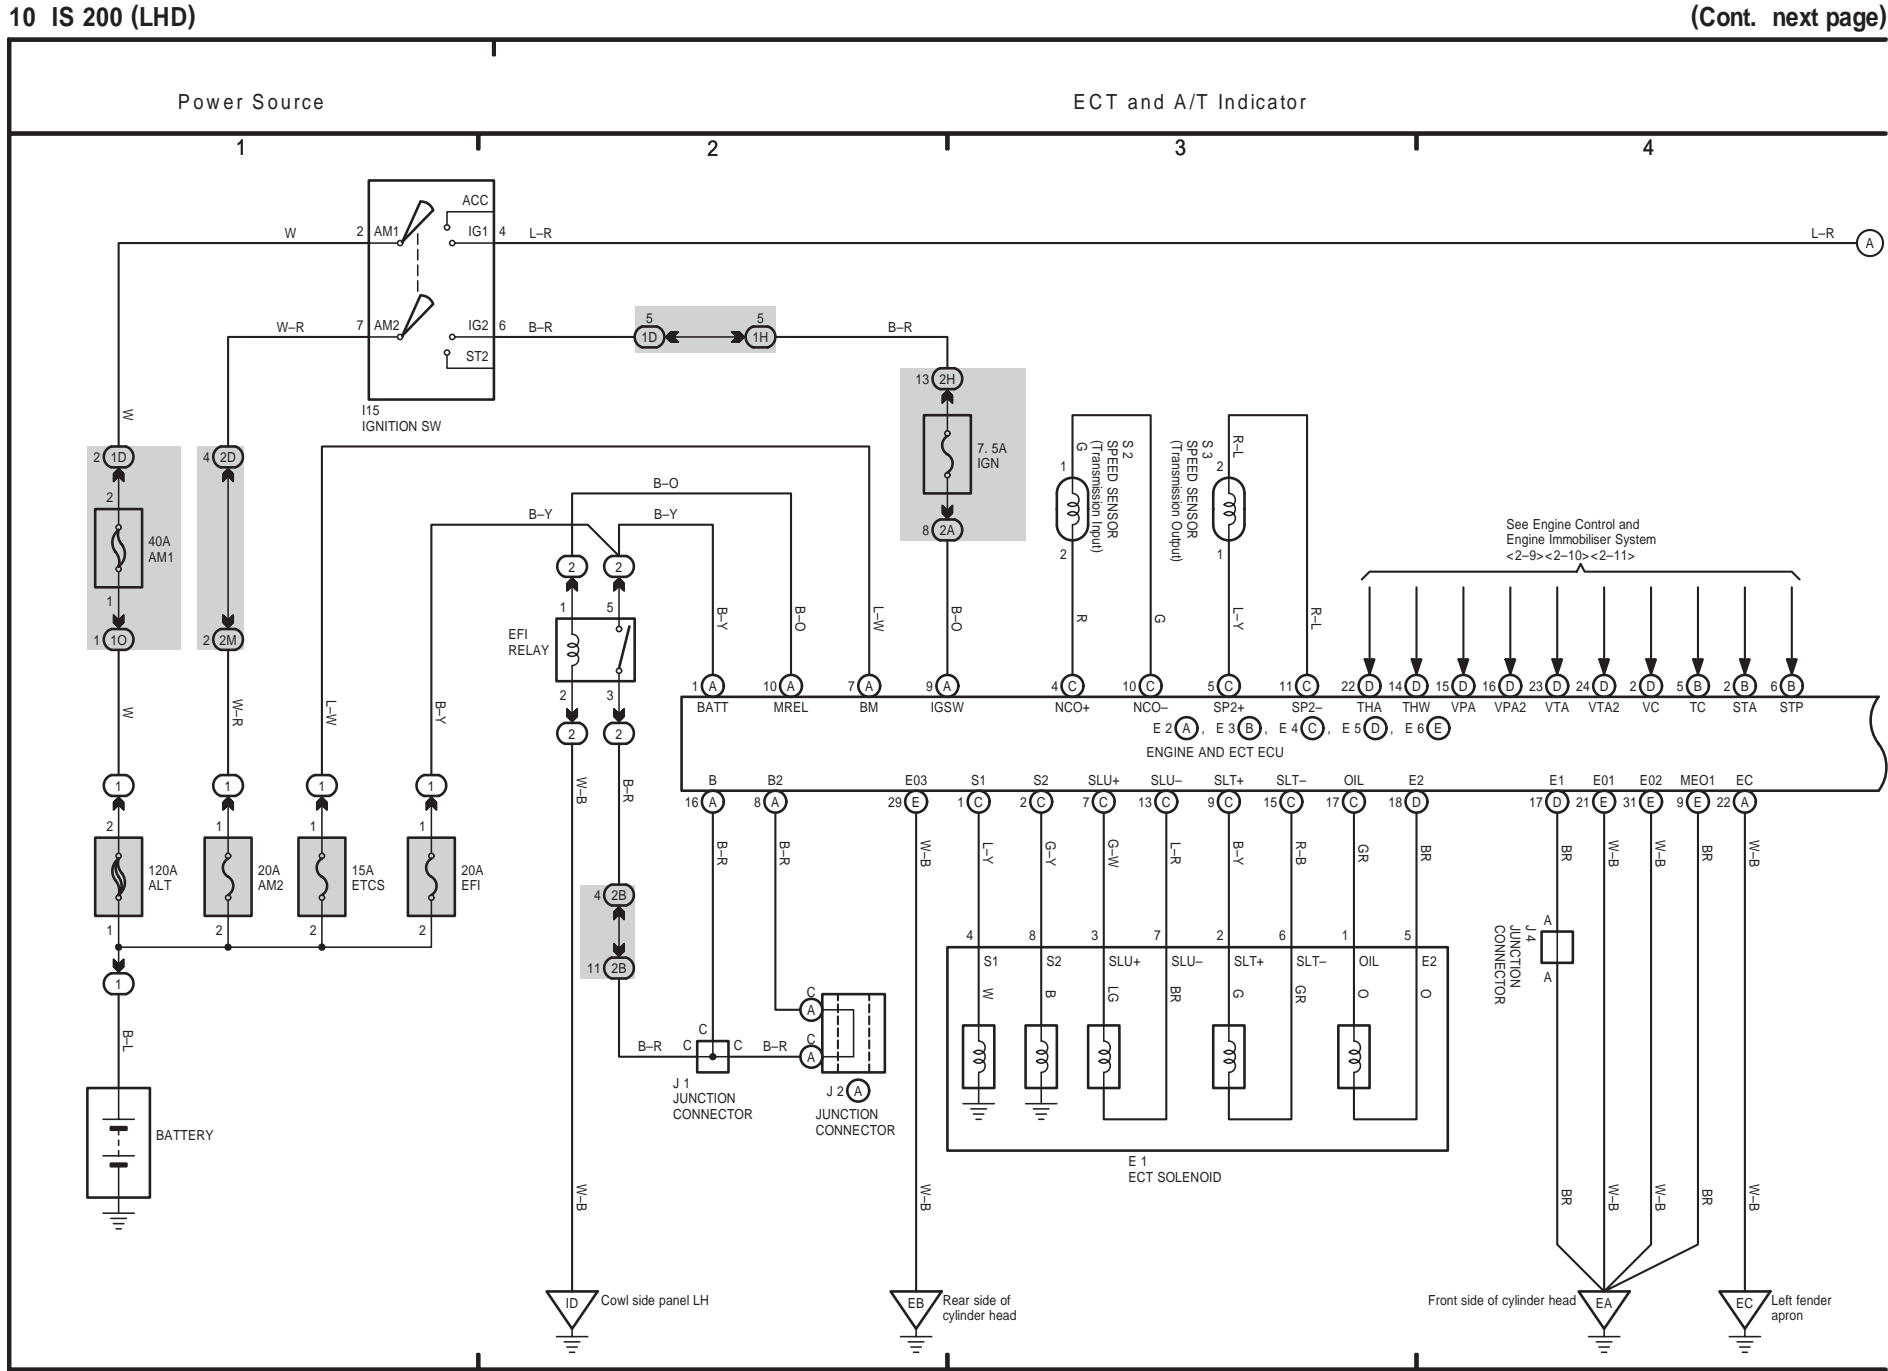 10 IS 200 (LHD)
(Cont. next page)
Power Source
ECT and A/T Indicator
1
2
3
4
ACC
W
2
AM1
IG1
4
L–R
L–R
A
W–R
7
AM2
IG2
6
B–R
5
1D
5
1H
B–R
ST2
I15
IGNITION SW
13
2H
7. 5A
IGN
8
2A
W
2
1D
4
2D
2
40A
AM1
1
1
1O
2
2M
B–O
B–Y
B–Y
2
2
1
5
EFI
RELAY
2
3
2
2
1
G
S 2
SPEED SENSOR
(Transmission Input)
2
S 3
SPEED SENSOR
(Transmission Output)
R–L
2
1
See Engine Control and
Engine Immobiliser System
<2–9><2–10><2–11>
W
W–R
L–W
B–Y
B–Y
B–O
L–W
B–O
R
G
L–Y
R–L
1
A
10
A
7
A
9
A
4
C
10
C
5
C
11
C
22
D
14
D
15
D
16
D
23
D
24
D
2
D
5
B
2
B
6
B
BATT
MREL
BM
IGSW
NCO+
NCO–
SP2+
SP2–
THA
THW
VPA
VPA2
VTA
VTA2
VC
TC
STA
STP
E 2
A
,
E 3
B
,
E 4
C
,
E 5
D
,
E 6
E
ENGINE AND ECT ECU
B
B2
E03
S1
S2
SLU+
SLU–
SLT+
SLT–
OIL
E2
E1
E01
E02
MEO1
EC
16
A
8
A
29
E
1
C
2
C
7
C
13
C
9
C
15
C
17
C
18
D
17
D
21
E
31
E
9
E
22
A
1
1
1
1
2
1
1
1
120A
ALT
20A
AM2
15A
ETCS
20A
EFI
1
2
2
2
1
B–L
BATTERY
W–B
B–R
B–R
B–R
W–B
L–Y
G–Y
G–W
L–R
B–Y
R–B
GR
BR
BR
W–B
W–B
BR
W–B
4
2B
11
2B
B–R
C
C
C
J 1
JUNCTION
CONNECTOR
B–R
C
A
C
A
J 2
A
JUNCTION
CONNECTOR
4
8
3
7
2
6
1
5
S1
S2
SLU+
SLU–
SLT+
SLT–
OIL
E2
W
B
LG
BR
G
GR
O
O
E 1
ECT SOLENOID
A
J 4
JUNCTION
CONNECTOR
A
W–B
W–B
BR
W–B
W–B
BR
W–B
ID
Cowl side panel LH
EB
Rear side of
cylinder head
Front side of cylinder head
EA
EC
Left fender
apron